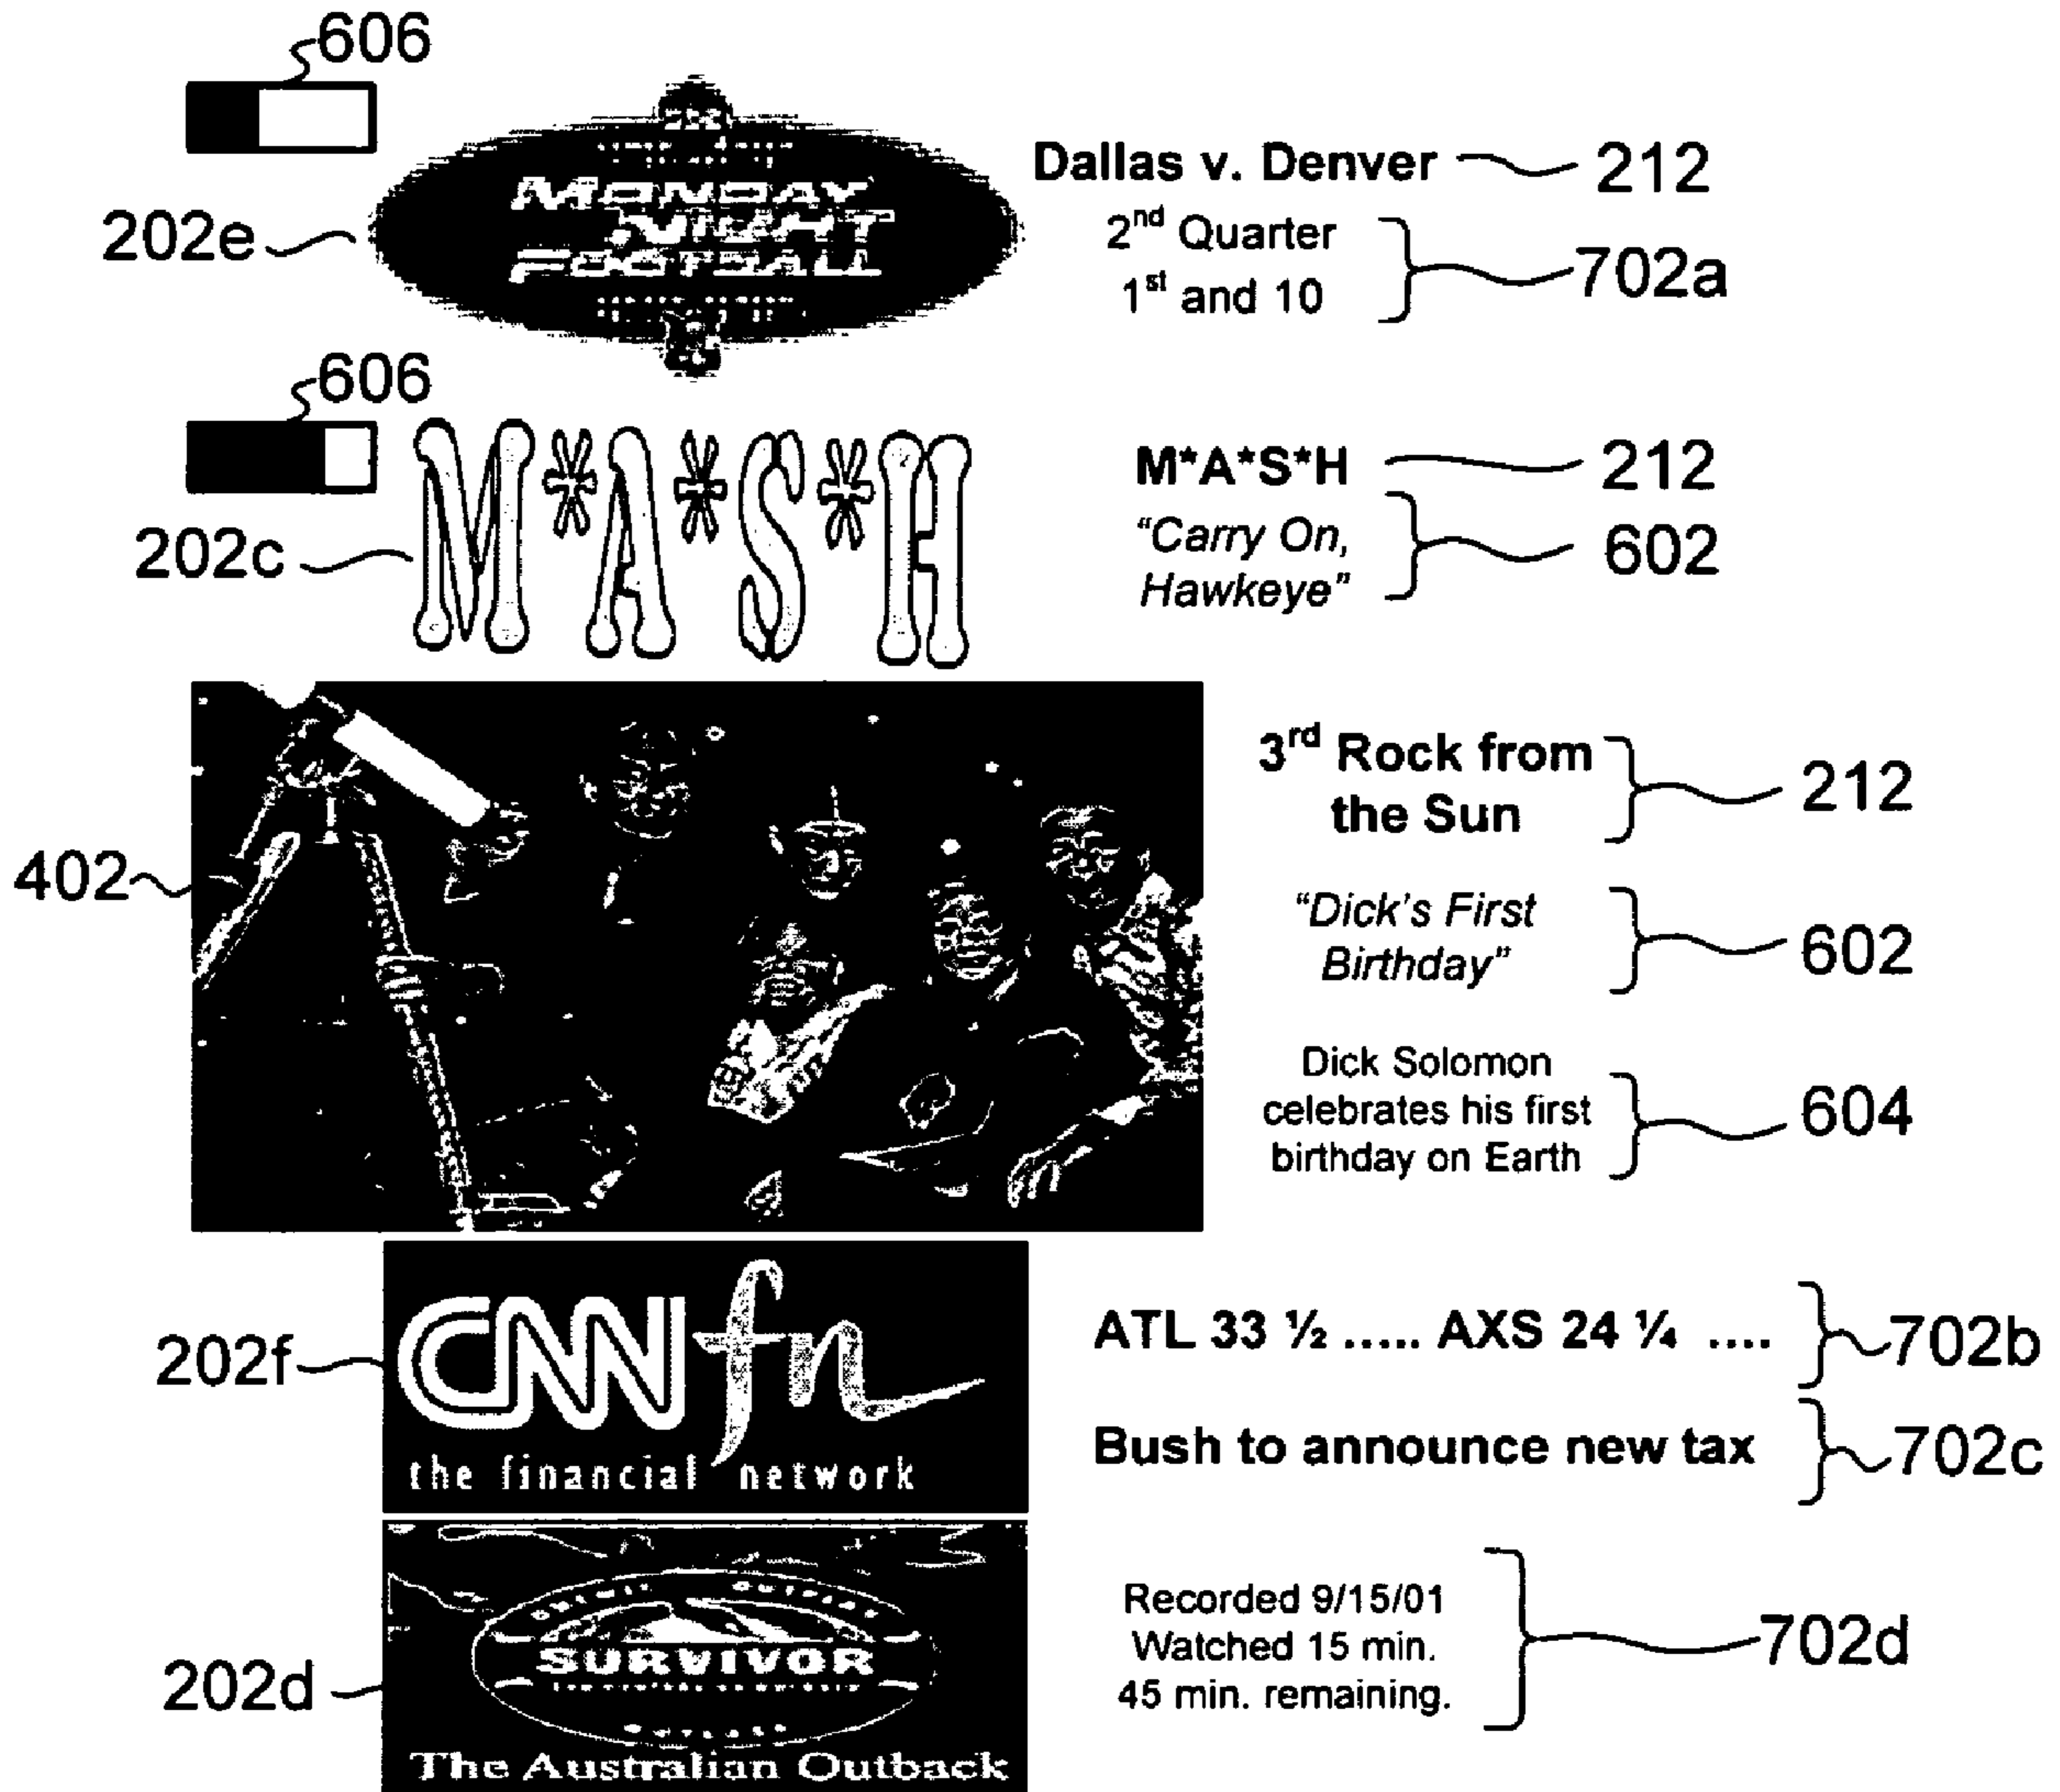 606
202e
MONDAY
NIGHT
FOOTBALL
Dallas v. Denver
212
2nd Quarter
1st and 10
702a
606
202c
M*A*S*H
M*A*S*H
212
“Carry On,
Hawkeye”
602
402
3rd Rock from
the Sun
212
“Dick's First
Birthday”
602
Dick Solomon
celebrates his first
birthday on Earth
604
202f
CNNfn
the financial network
ATL 33 ½ ..... AXS 24 ¼ ....
702b
Bush to announce new tax
702c
202d
SURVIVOR
The Australian Outback
Recorded 9/15/01
Watched 15 min.
45 min. remaining.
702d